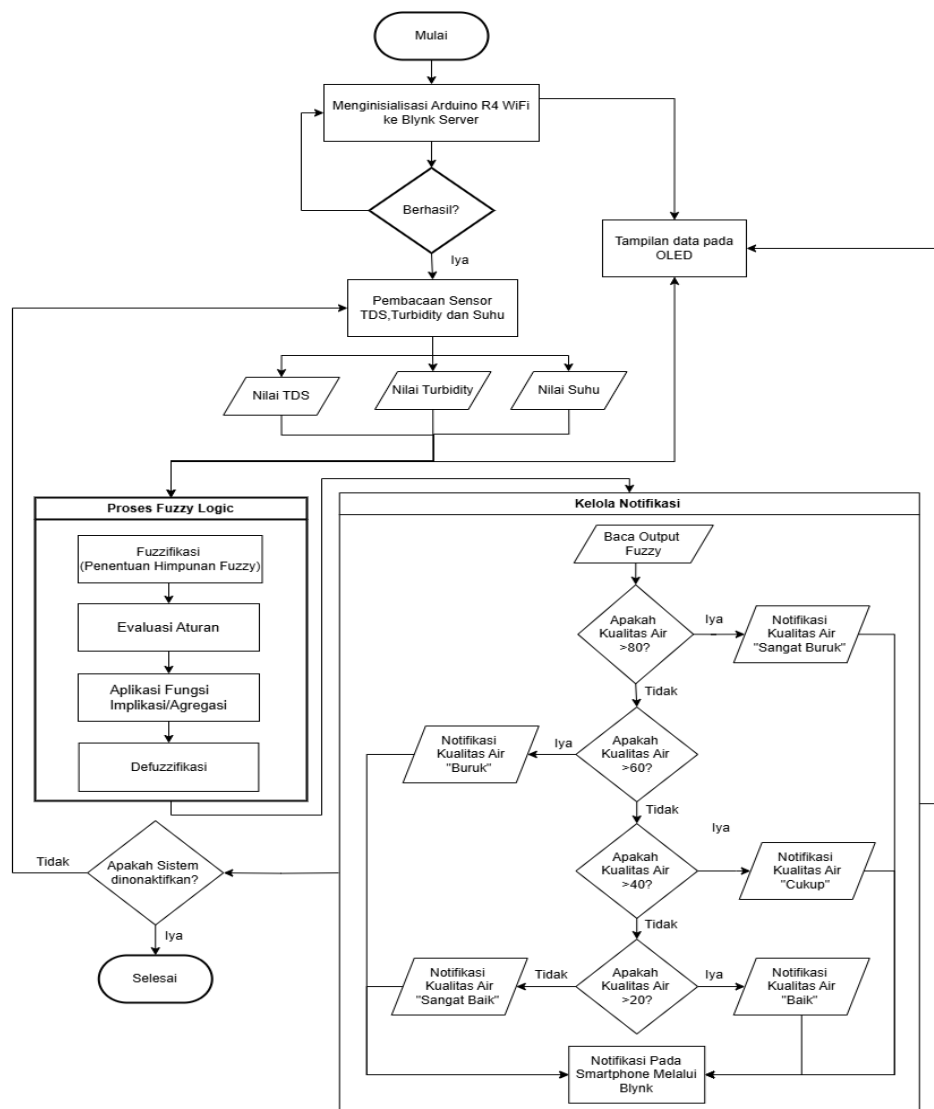 Mulai
Menginisialisasi Arduino R4 WiFi
ke Blynk Server
Berhasil?
Iya
Tampilan data pada
OLED
Pembacaan Sensor
TDS,Turbidity dan Suhu
Nilai TDS
Nilai Turbidity
Nilai Suhu
Proses Fuzzy Logic
Fuzzifikasi
(Penentuan Himpunan Fuzzy)
Evaluasi Aturan
Aplikasi Fungsi
Implikasi/Agregasi
Defuzzifikasi
Kelola Notifikasi
Baca Output
Fuzzy
Apakah
Kualitas Air
>80?
Iya
Notifikasi
Kualitas Air
"Sangat Buruk"
Tidak
Apakah
Kualitas Air
>60?
Iya
Notifikasi
Kualitas Air
"Buruk"
Tidak
Apakah
Kualitas Air
>40?
Iya
Notifikasi
Kualitas Air
"Cukup"
Tidak
Apakah
Kualitas Air
>20?
Tidak
Notifikasi
Kualitas Air
"Sangat Baik"
Iya
Notifikasi
Kualitas Air
"Baik"
Notifikasi Pada
Smartphone Melalui
Blynk
Apakah Sistem
dinonaktifkan?
Tidak
Iya
Selesai